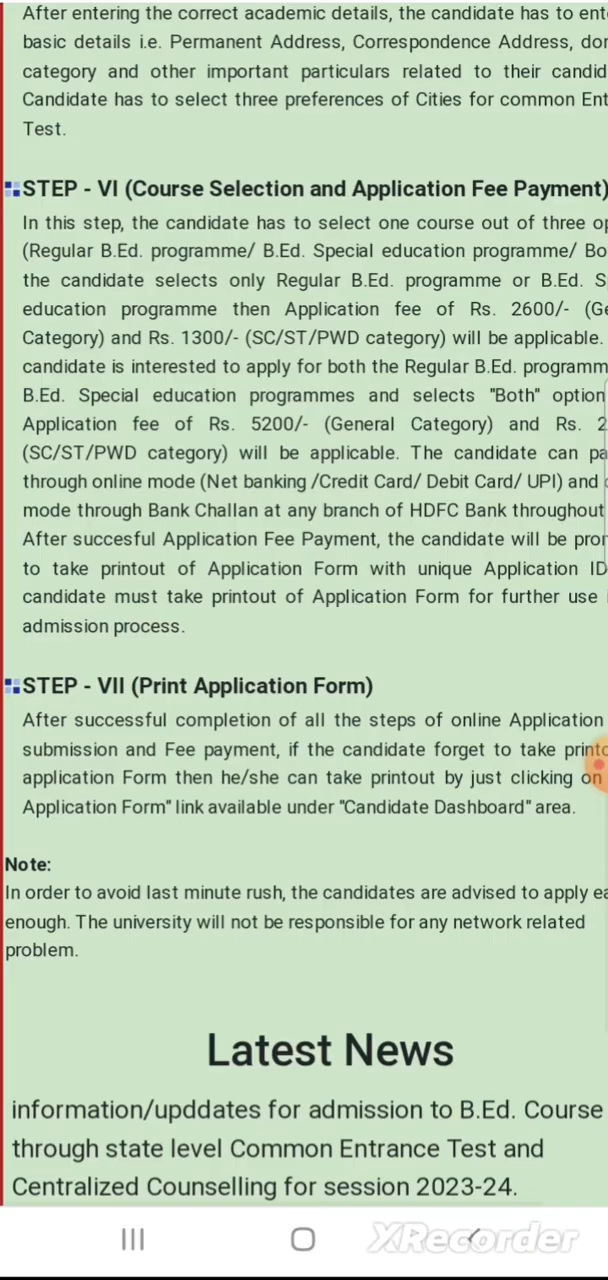 After entering the correct academic details, the candidate has to
basic details i.e. Permanent Address, Correspondence Address,
category and other important particulars related to their
Candidate has to select three preferences of Cities for common
Test.
STEP - VI (Course Selection and Application Fee Payment)
In this step, the candidate has to select one course out of three
(Regular B.Ed. programme/ B.Ed. Special education programme/
the candidate selects only Regular B.Ed. programme or B.Ed.
education programme then Application fee of Rs. 2600/-
Category) and Rs. 1300/- (SC/ST/PWD category) will be applicable.
candidate is interested to apply for both the Regular B.Ed.
B.Ed. Special education programmes and selects "Both" option
Application fee of Rs. 5200/- (General Category) and Rs.
(SC/ST/PWD category) will be applicable. The candidate can
through online mode (Net banking /Credit Card/ Debit Card/ UPI) and
mode through Bank Challan at any branch of HDFC Bank throughout
After succesful Application Fee Payment, the candidate will be
to take printout of Application Form with unique Application ID
candidate must take printout of Application Form for further use
admission process.
STEP - VII (Print Application Form)
After successful completion of all the steps of online Application
submission and Fee payment, if the candidate forget to take
application Form then he/she can take printout by just clicking on
Application Form" link available under "Candidate Dashboard" area.
Note:
In order to avoid last minute rush, the candidates are advised to apply
enough. The university will not be responsible for any network related
problem.
Latest News
information/upddates for admission to B.Ed. Course
through state level Common Entrance Test and
Centralized Counselling for session 2023-24.
XRecorder